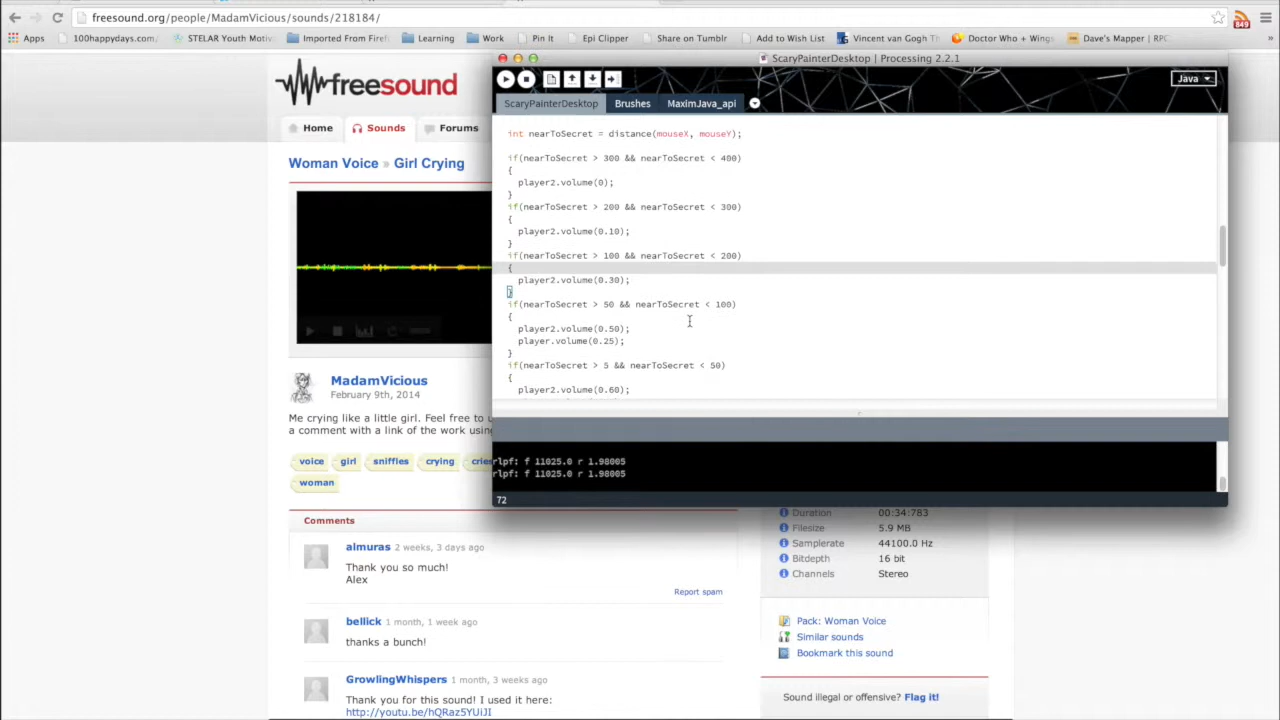 freesound.org/people/MadamVicious/sounds/218184/
849
Apps
100happydays.com/
STELAR Youth Motiv
Imported From Firef
Learning
Work
Pin It
Epi Clipper
Share on Tumblr
Add to Wish List
Vincent van Gogh Th
Doctor Who + Wing
Dave's Mapper | RPC
»
freesound
Home
Sounds
Forums
Woman Voice » Girl Crying
MadamVicious
February 9th, 2014
Me crying like a little girl. Feel free to u
a comment with a link of the work using
voice
girl
sniffles
crying
crie
woman
Comments
almuras 2 weeks, 3 days ago
Thank you so much!
Alex
Report spam
bellick 1 month, 1 week ago
thanks a bunch!
GrowlingWhispers 1 month, 3 weeks ago
Thank you for this sound! I used it here:
http://youtu.be/hQRaz5YUiJI
ScaryPainterDesktop | Processing 2.2.1
Java
ScaryPainterDesktop
Brushes
MaximJava_api
int nearToSecret = distance(mouseX, mouseY);
if(nearToSecret > 300 && nearToSecret < 400)
{
player2.volume(0);
}
if(nearToSecret > 200 && nearToSecret < 300)
{
player2.volume(0.10);
}
if(nearToSecret > 100 && nearToSecret < 200)
{
player2.volume(0.30);
}
if(nearToSecret > 50 && nearToSecret < 100)
{
player2.volume(0.50);
player.volume(0.25);
}
if(nearToSecret > 5 && nearToSecret < 50)
{
player2.volume(0.60);
rlpf: f 11025.0 r 1.98005
rlpf: f 11025.0 r 1.98005
72
Duration 00:34:783
Filesize 5.9 MB
Samplerate 44100.0 Hz
Bitdepth 16 bit
Channels Stereo
Pack: Woman Voice
Similar sounds
Bookmark this sound
Sound illegal or offensive? Flag it!